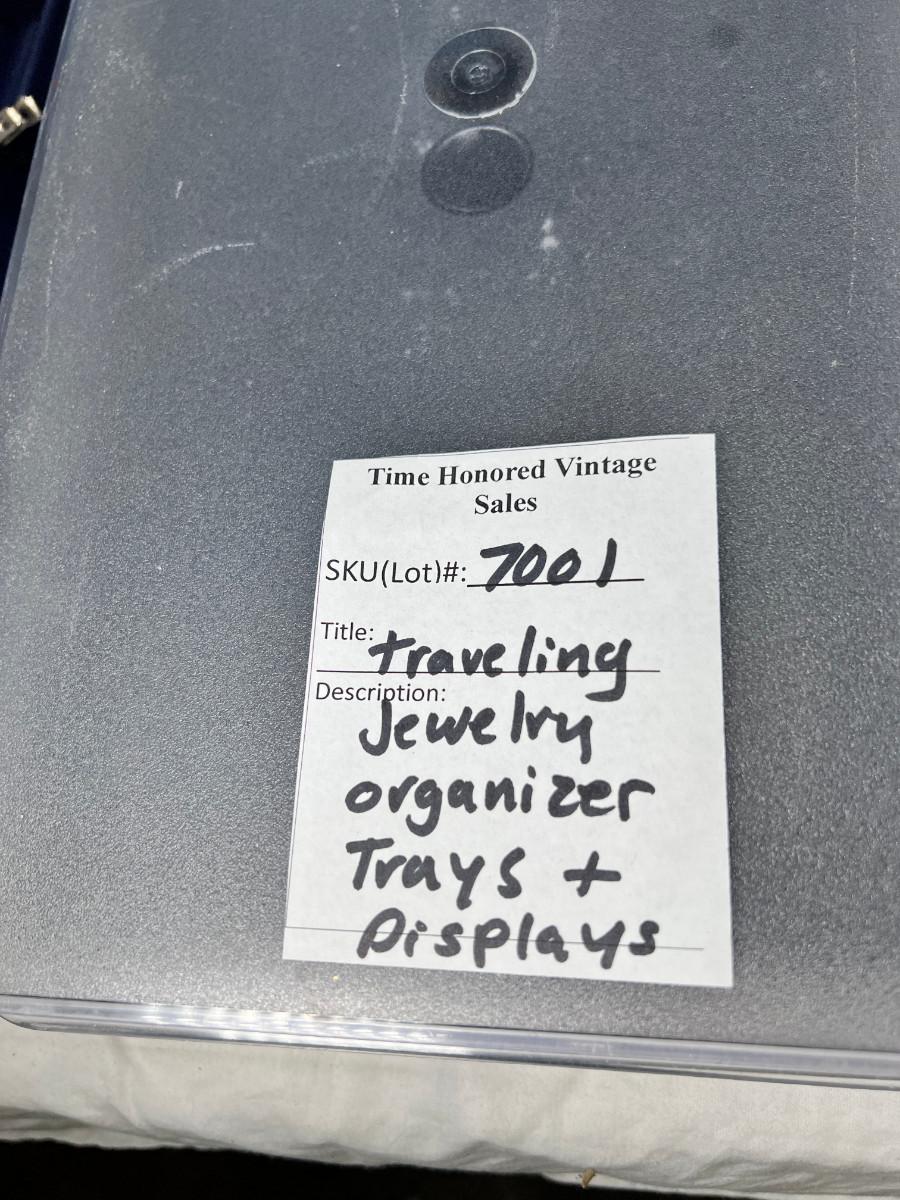 Time Honored Vintage
Sales
SKU(Lot)#: 7001
Title: traveling
Description:
Jewelry
organizer
Trays +
Displays